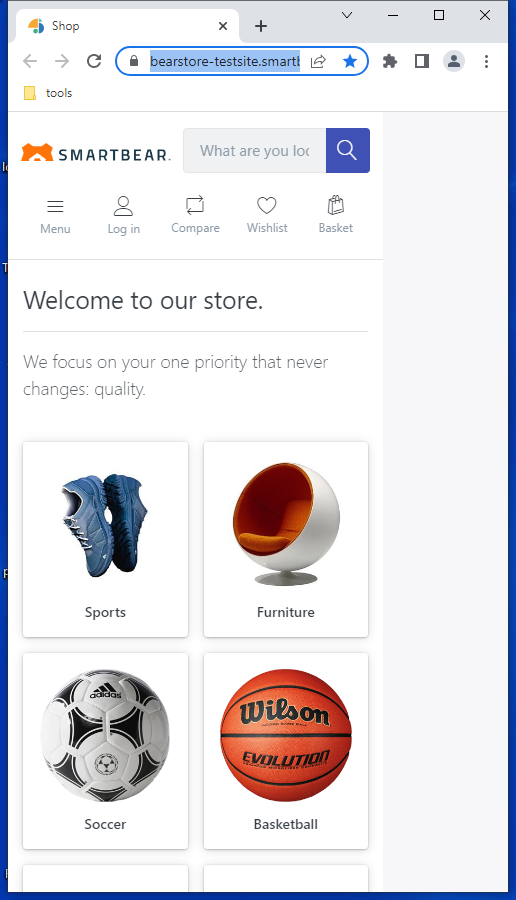 Shop
bearstore-testsite.smartb
tools
SMARTBEAR.
What are you loo
Menu
Log in
Compare
Wishlist
Basket
Welcome to our store.
We focus on your one priority that never
changes: quality.
Sports
Furniture
adidas
Wilson
EVOLUTION
Soccer
Basketball